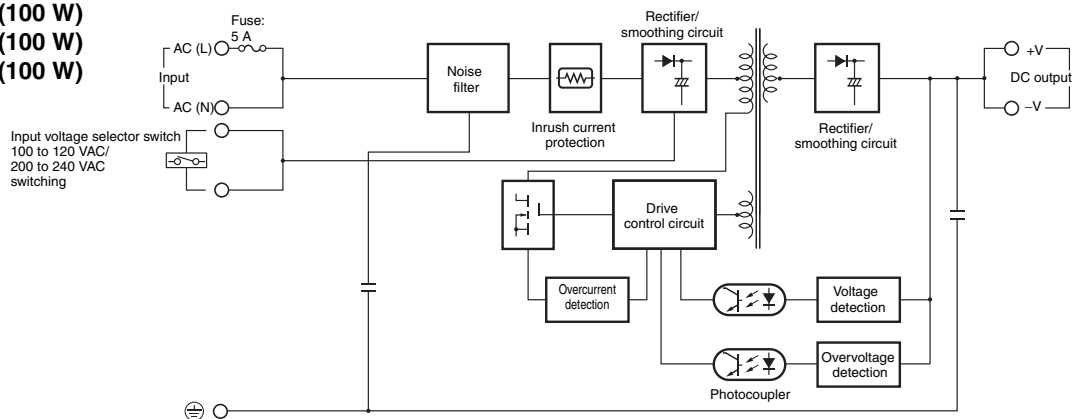 (100 W)
(100 W)
(100 W)
Fuse:
5 A
AC (L)
Input
AC (N)
Input voltage selector switch
100 to 120 VAC/
200 to 240 VAC
switching
Noise
filter
Inrush current
protection
Rectifier/
smoothing circuit
Rectifier/
smoothing circuit
+V
DC output
–V
Drive
control circuit
Overcurrent
detection
Voltage
detection
Overvoltage
detection
Photocoupler